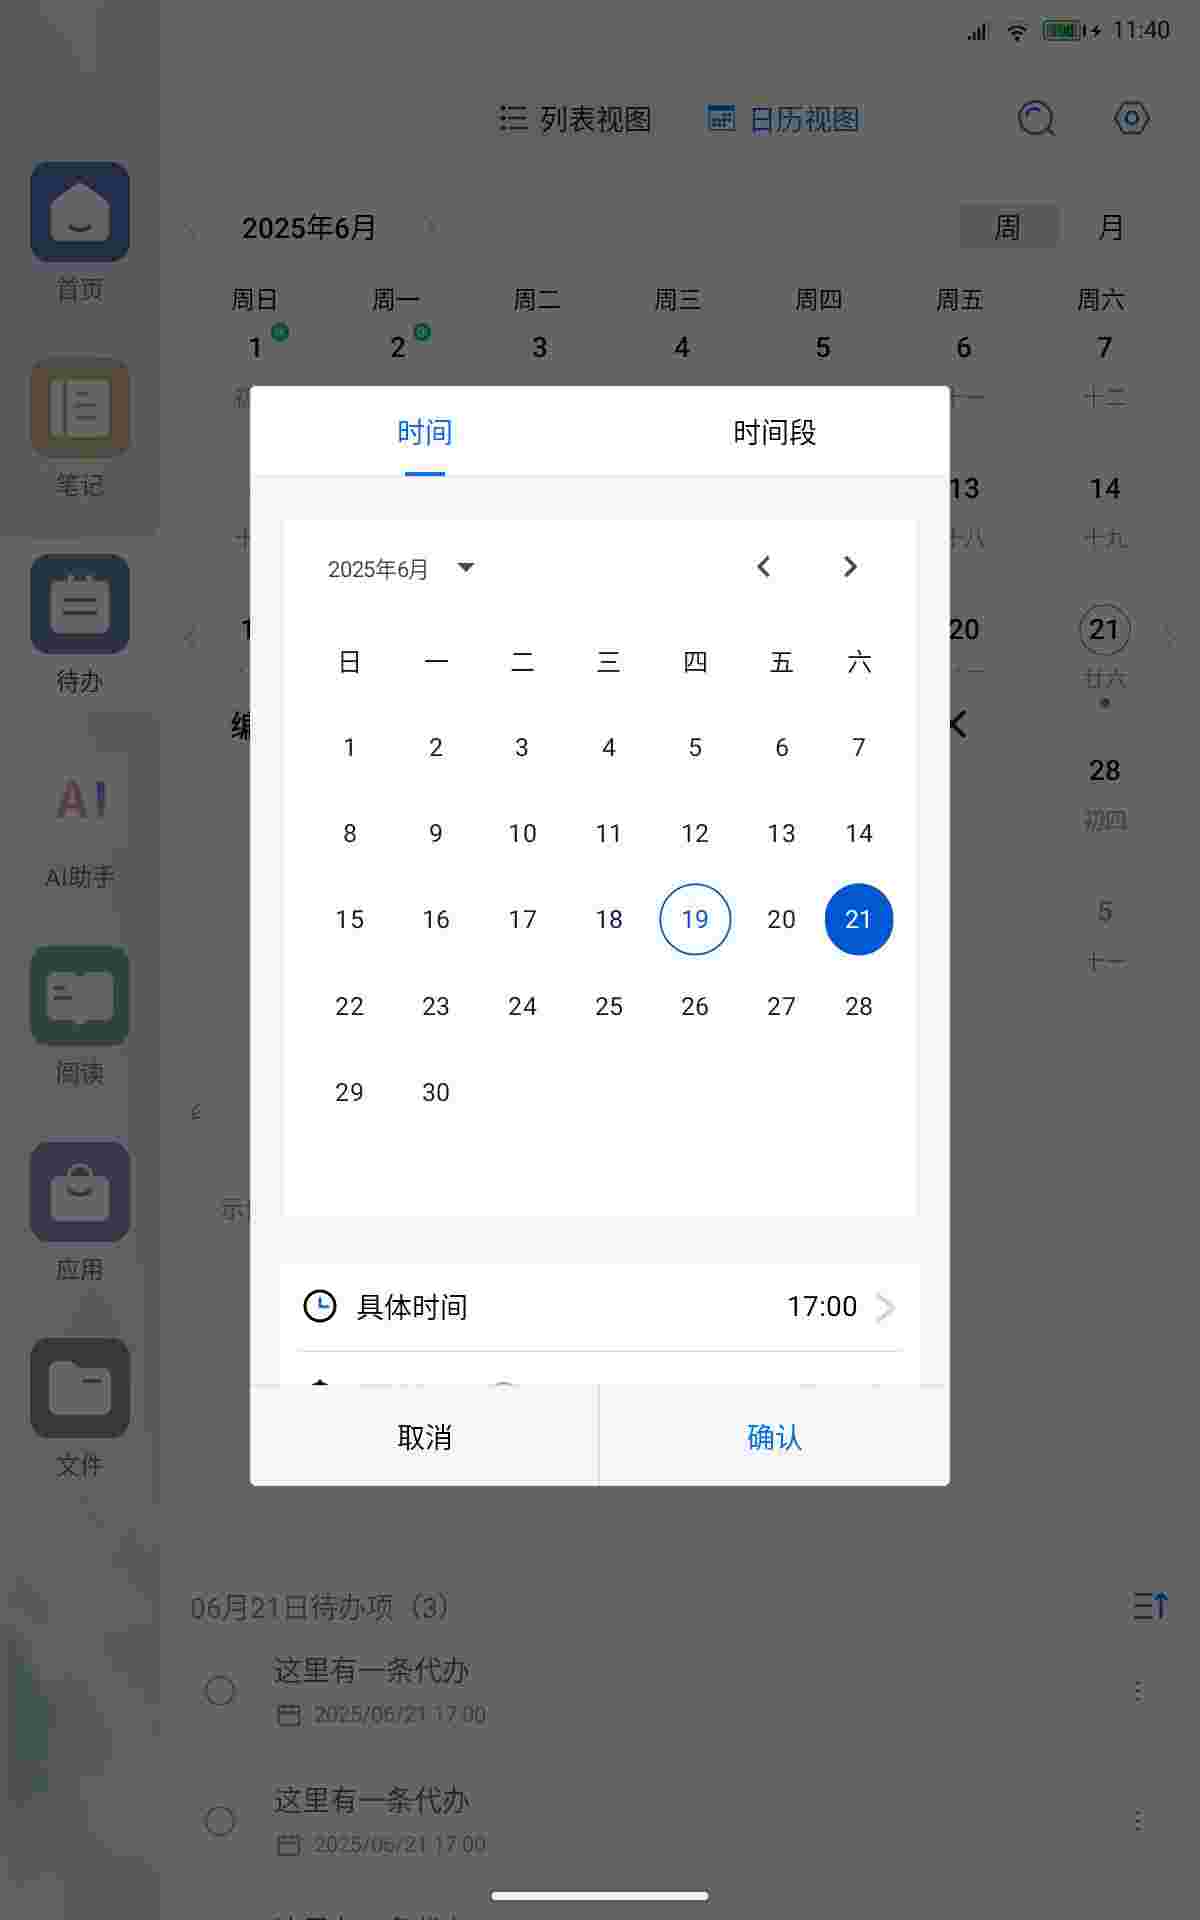 11:40
列表视图 日历视图
2025年6月 周 月
周日 周一 周二 周三 周四 周五 周六
1 2 3 4 5 6 7
十一 十二
首页
时间 时间段
13 14
十八 十九
笔记
2025年6月
20 21
廿六
日 一 二 三 四 五 六
待办
编
1 2 3 4 5 6 7
28
初四
8 9 10 11 12 13 14
AI
AI助手
15 16 17 18 19 20 21
5
十一
22 23 24 25 26 27 28
阅读
29 30
示
应用
具体时间 17:00
取消 确认
文件
06月21日待办项（3）
这里有一条代办
2025/06/21 17:00
这里有一条代办
2025/06/21 17:00